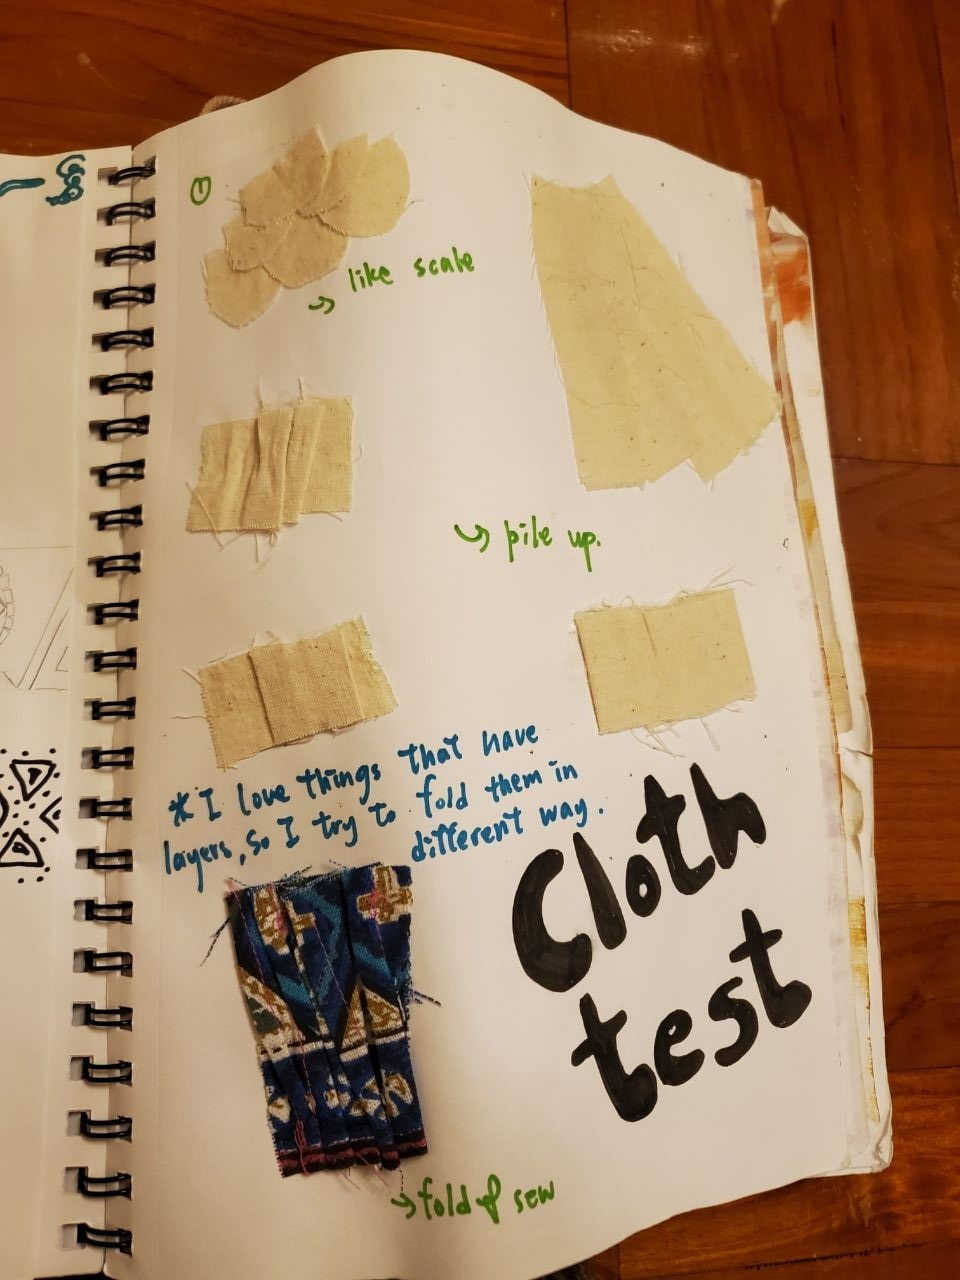 ①
like scale
pile up.
* I love things that have
layers, so I try to fold them in
different way.
Cloth
test
fold & sew